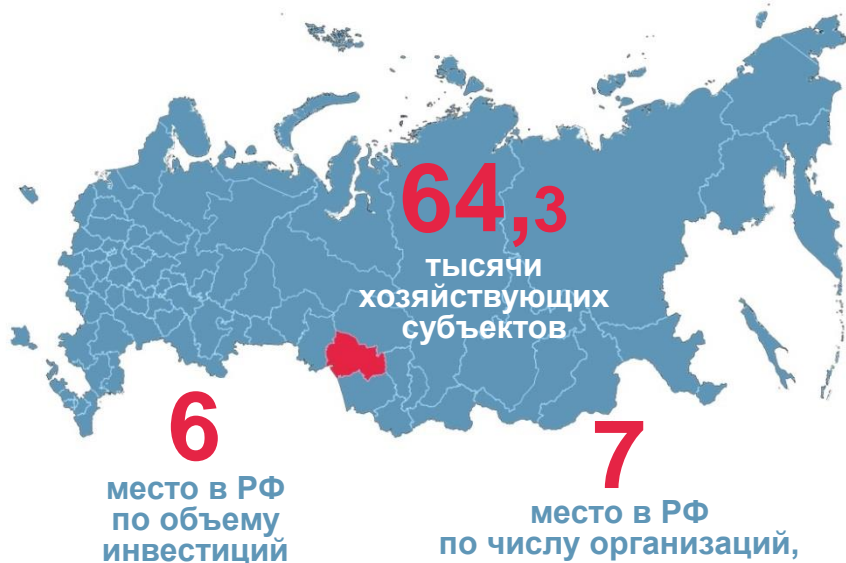 64,3
тысячи
хозяйствующих
субъектов
6
место в РФ
по объему
инвестиций
7
место в РФ
по числу организаций,